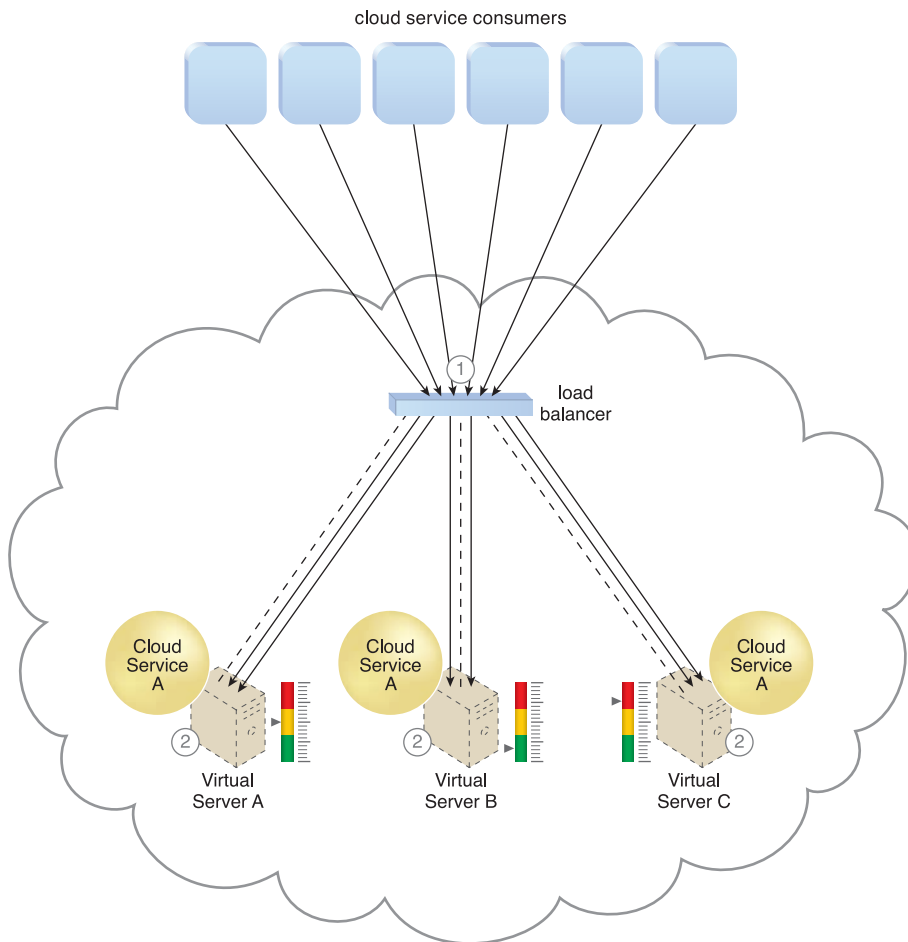 cloud service consumers
1
load
balancer
Cloud
Service
A
Cloud
Service
A
Cloud
Service
A
2
2
2
Virtual
Server A
Virtual
Server B
Virtual
Server C